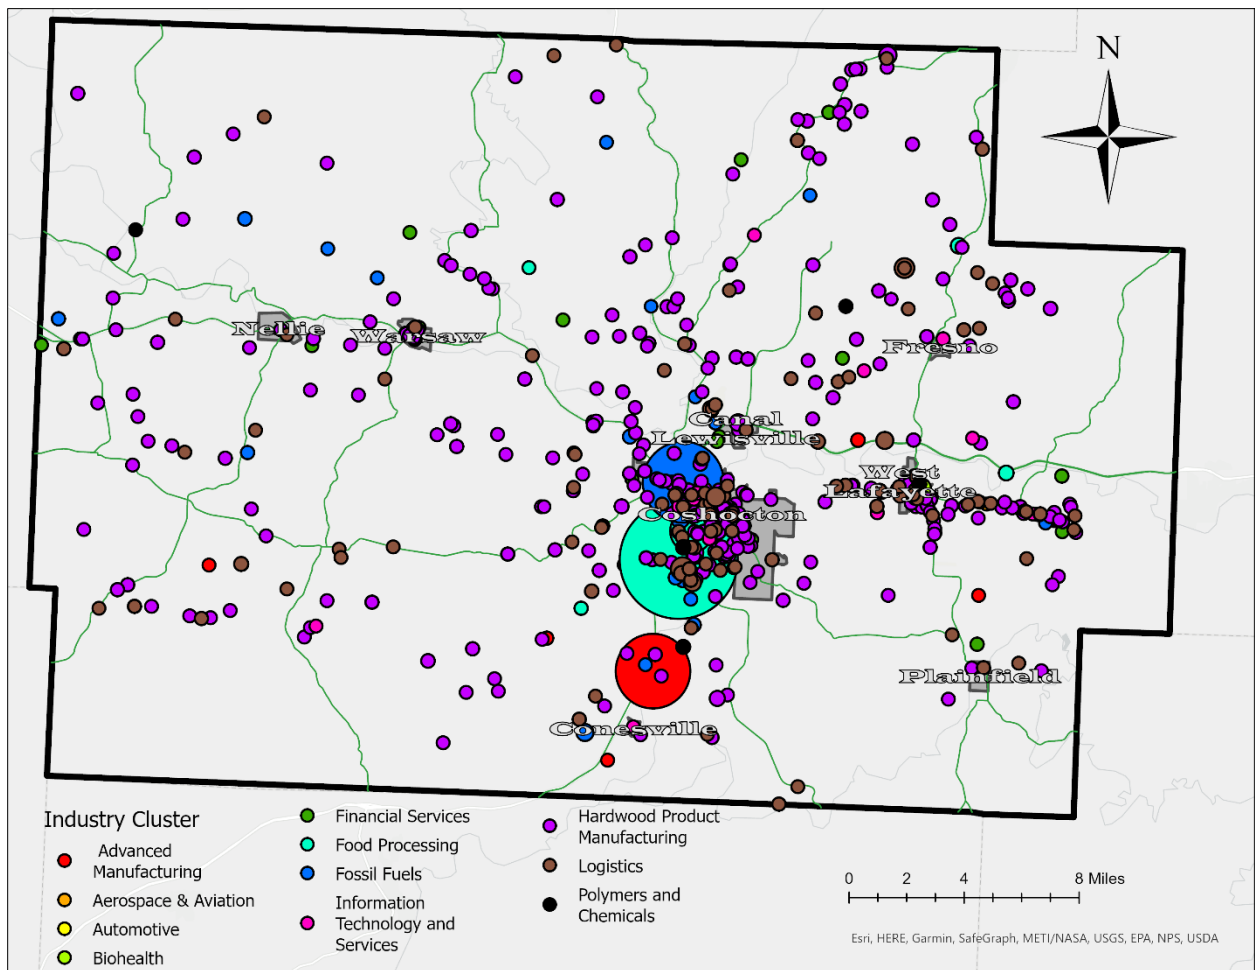 N
Nellie
Warsaw
Fresno
Canal
Lewisville
West
Lafayette
Coshocton
Plainfield
Conesville
Industry Cluster
Advanced
Manufacturing
Aerospace & Aviation
Automotive
Biohealth
Financial Services
Food Processing
Fossil Fuels
Information
Technology and
Services
Hardwood Product
Manufacturing
Logistics
Polymers and
Chemicals
0 2 4 8 Miles
Esri, HERE, Garmin, SafeGraph, METI/NASA, USGS, EPA, NPS, USDA